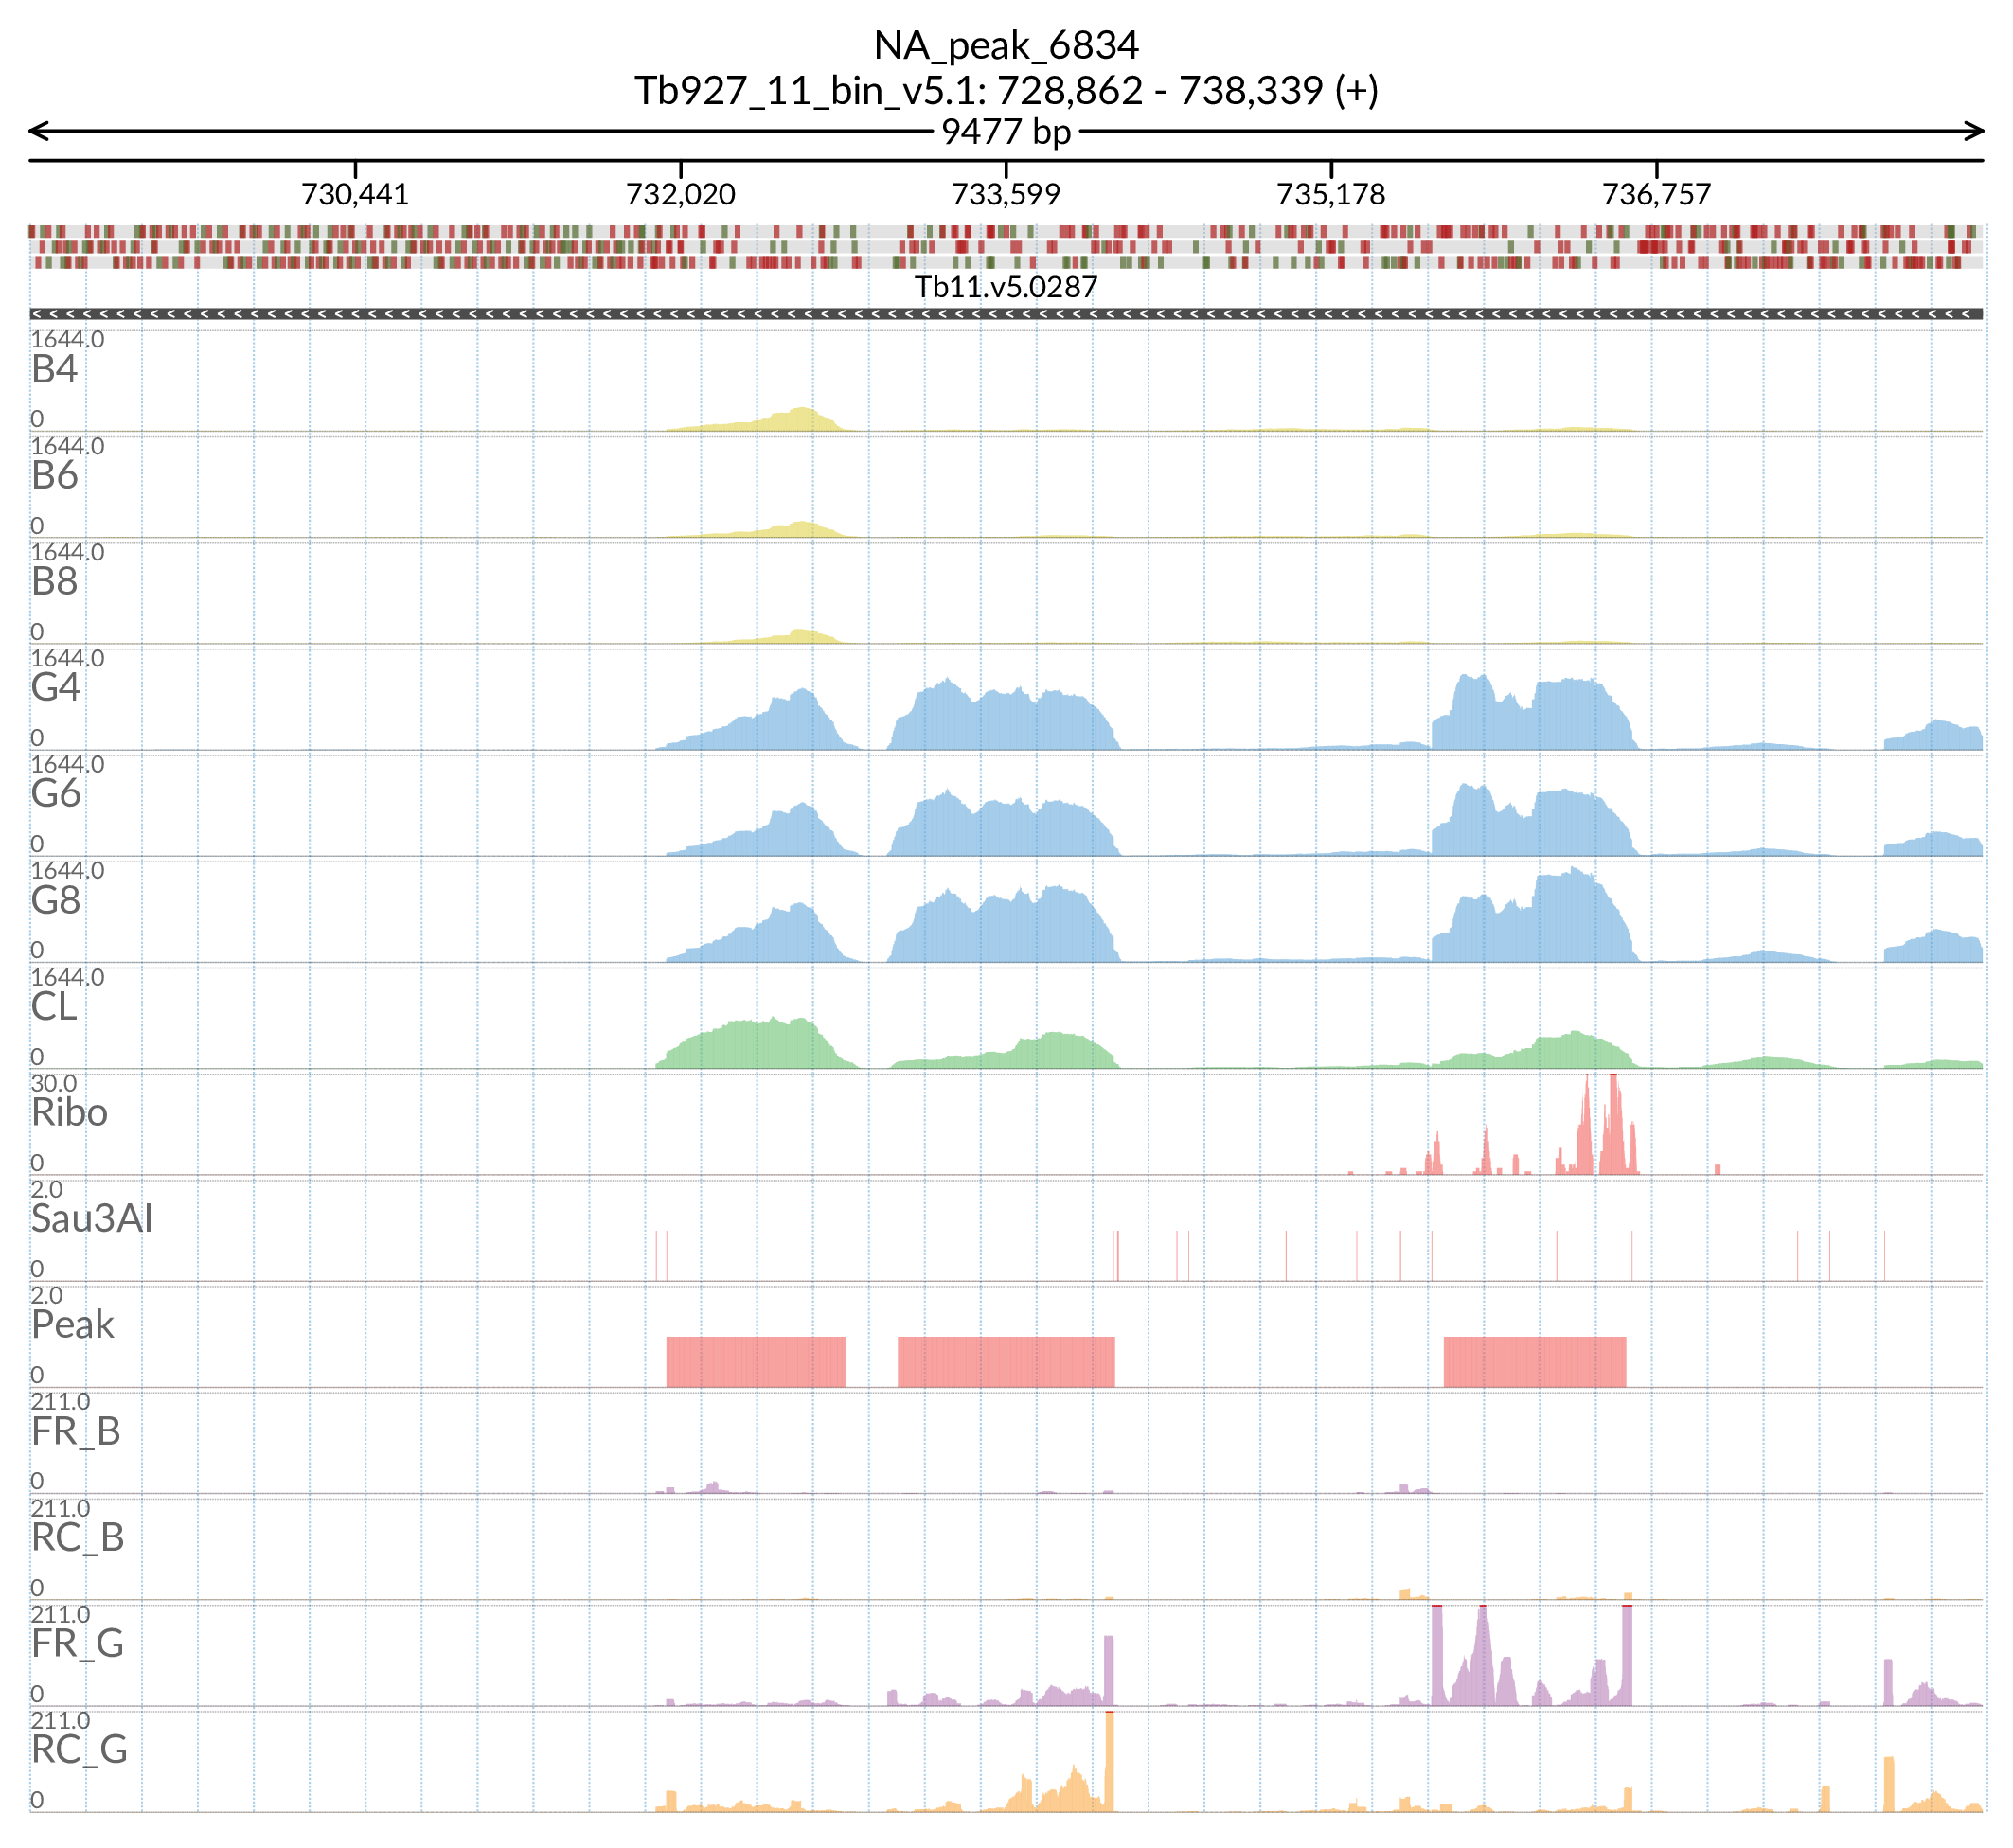 NA_peak_6834
Tb927_11_bin_v5.1: 728,862 - 738,339 (+)
9477 bp
730,441 732,020 733,599 735,178 736,757
Tb11.v5.0287
1644.0
B4
0
1644.0
B6
0
1644.0
B8
0
1644.0
G4
0
1644.0
G6
0
1644.0
G8
0
1644.0
CL
0
30.0
Ribo
0
2.0
Sau3AI
0
2.0
Peak
0
211.0
FR_B
0
211.0
RC_B
0
211.0
FR_G
0
211.0
RC_G
0